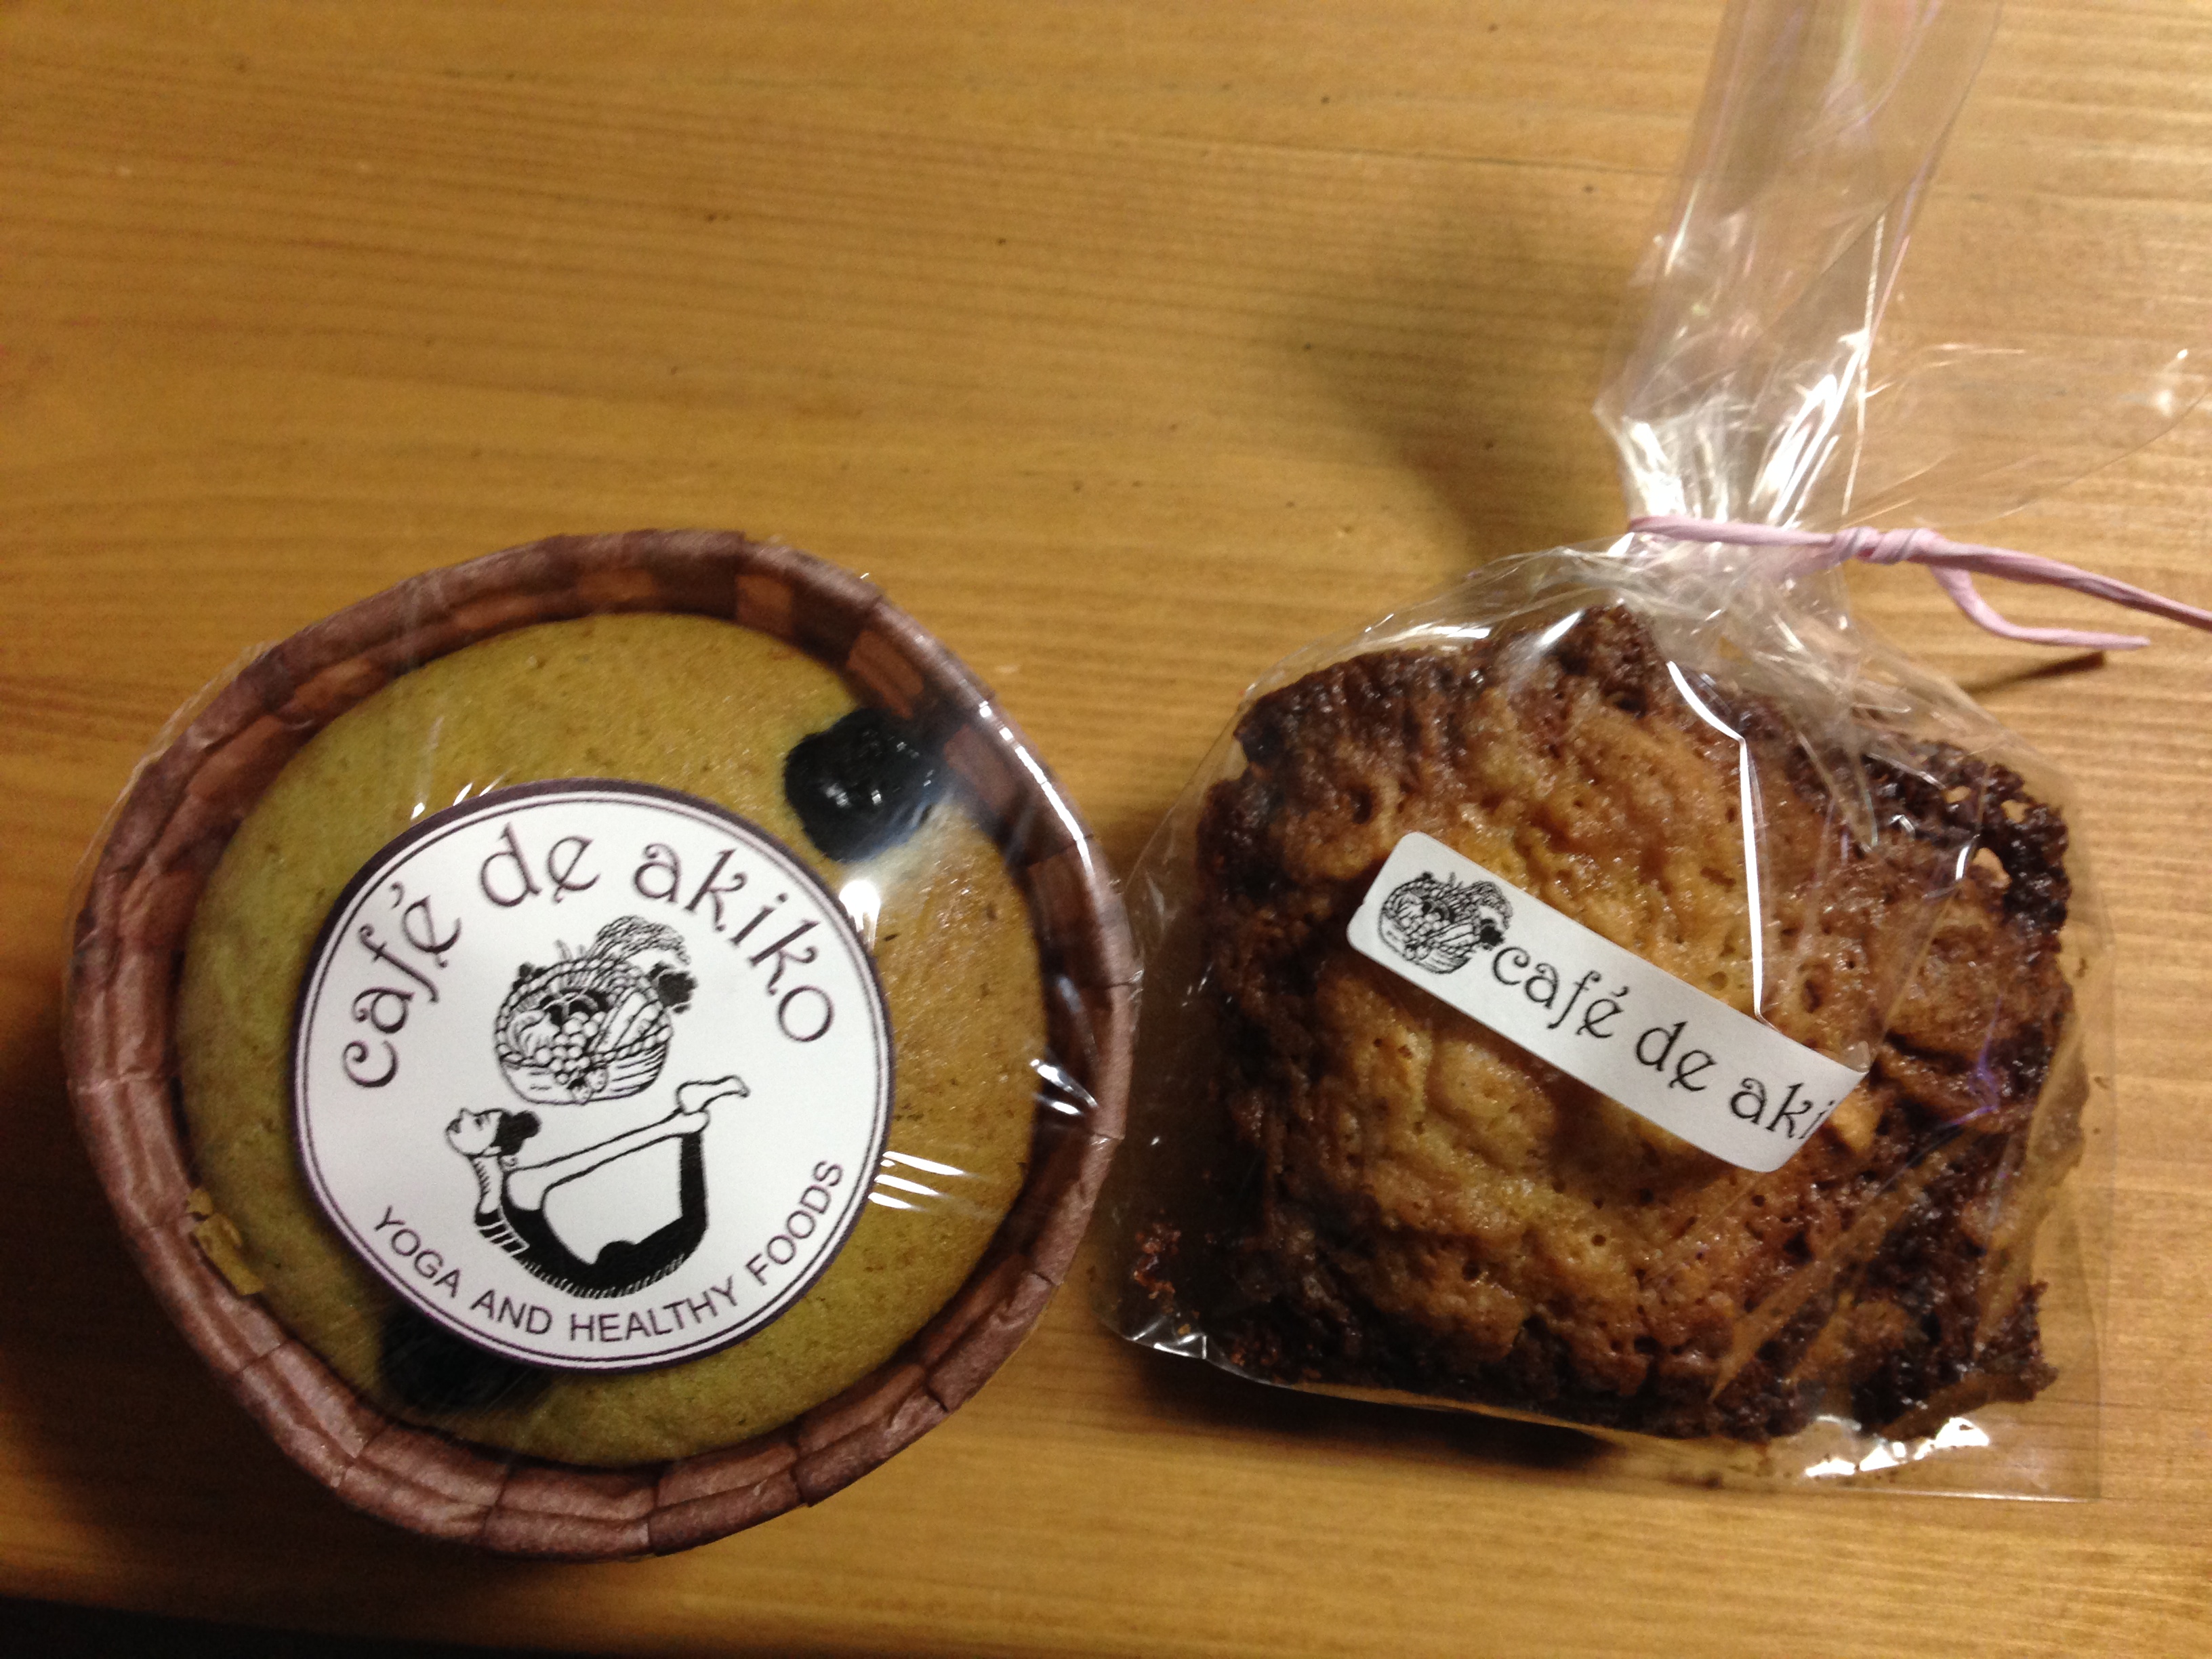 café de akiko
YOGA AND HEALTHY FOODS
café de aki